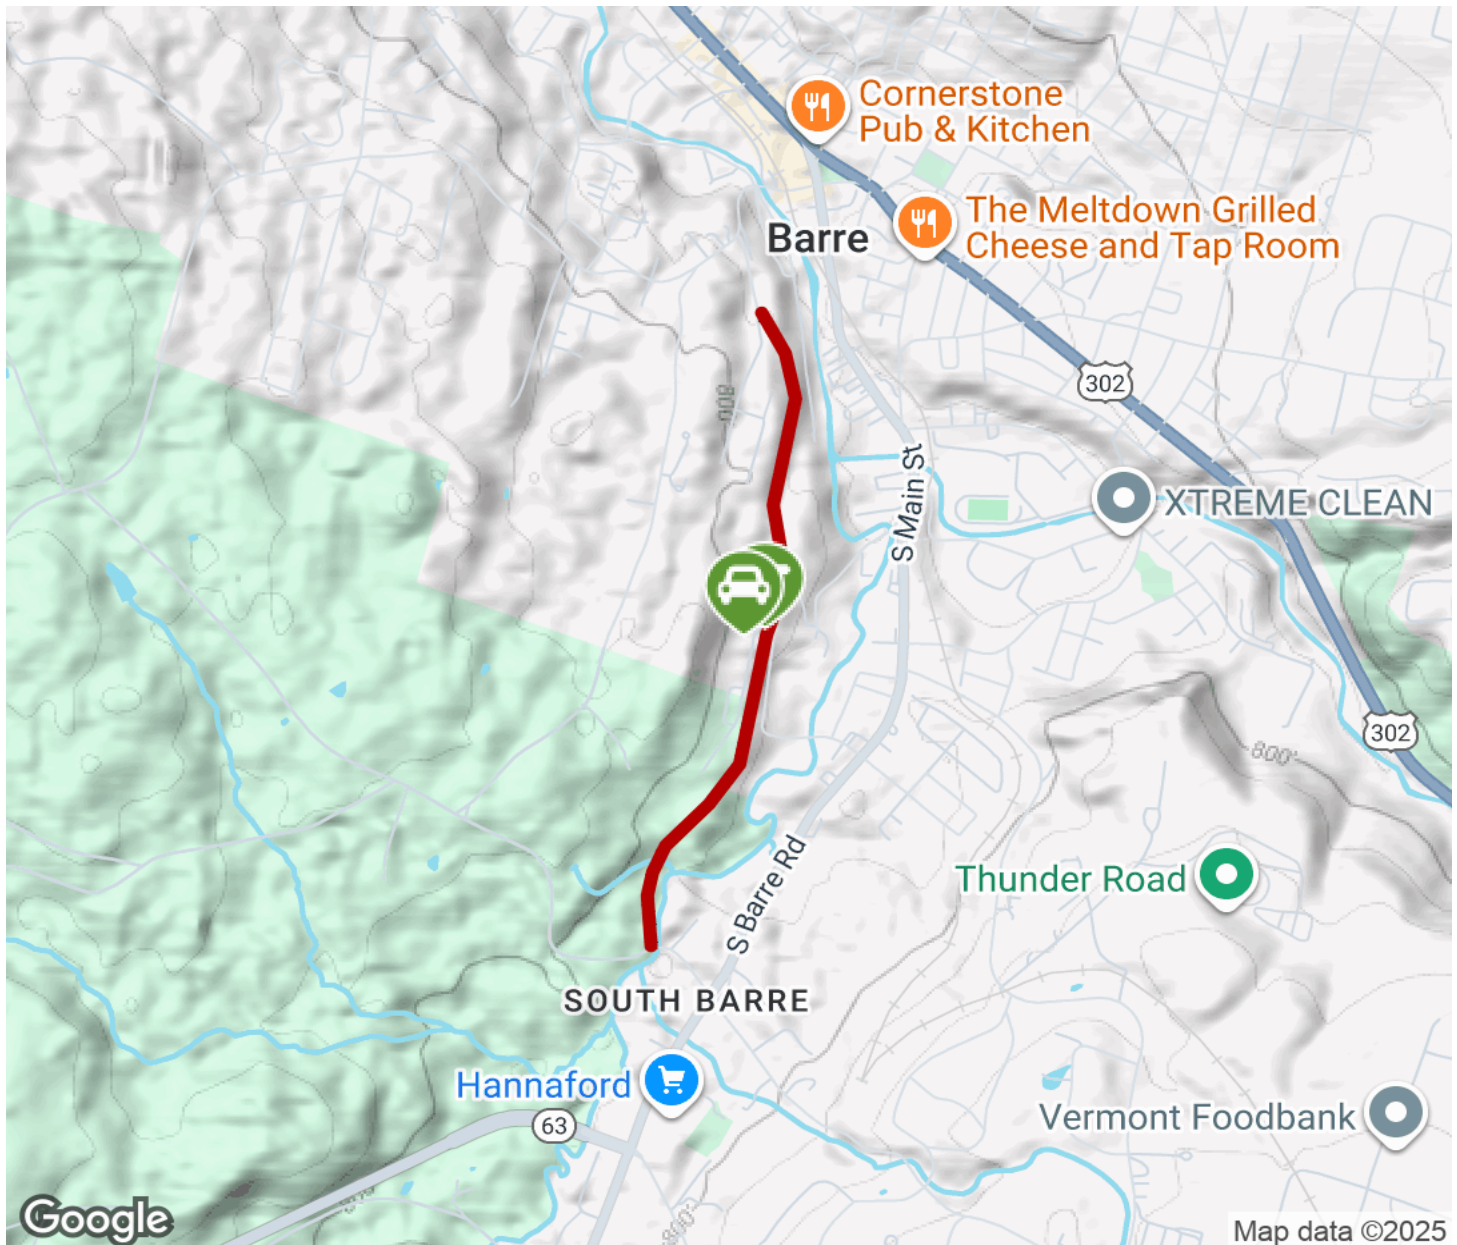 Cornerstone
Pub & Kitchen
The Meltdown Grilled
Cheese and Tap Room
Barre
302
800
S Main St
XTREME CLEAN
302
800'
Thunder Road
S Barre Rd
SOUTH BARRE
Hannaford
63
Vermont Foodbank
800'
Google
Map data ©2025